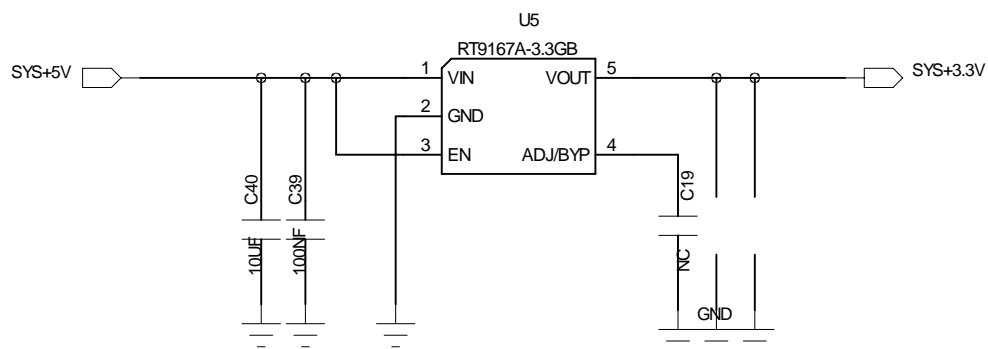 U5
RT9167A-3.3GB
SYS+5V
1 VIN VOUT 5
SYS+3.3V
2 GND
3 EN ADJ/BYP 4
C40
C39
C19
10UF
100NF
NC
GND